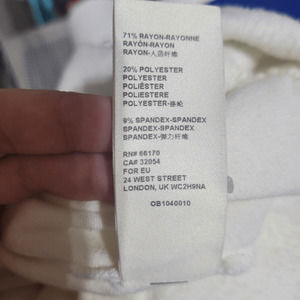 71% RAYON-RAYONNE
RAYÓN-RAYON
RAYON-人造纤维
20% POLYESTER
POLYESTER
POLIÉSTER
POLIESTERE
POLYESTER-涤纶
9% SPANDEX-SPANDEX
SPANDEX-SPANDEX
SPANDEX-弹力纤维
RN# 66170
CA# 32054
FOR EU
24 WEST STREET
LONDON, UK WC2H9NA
OB1040010